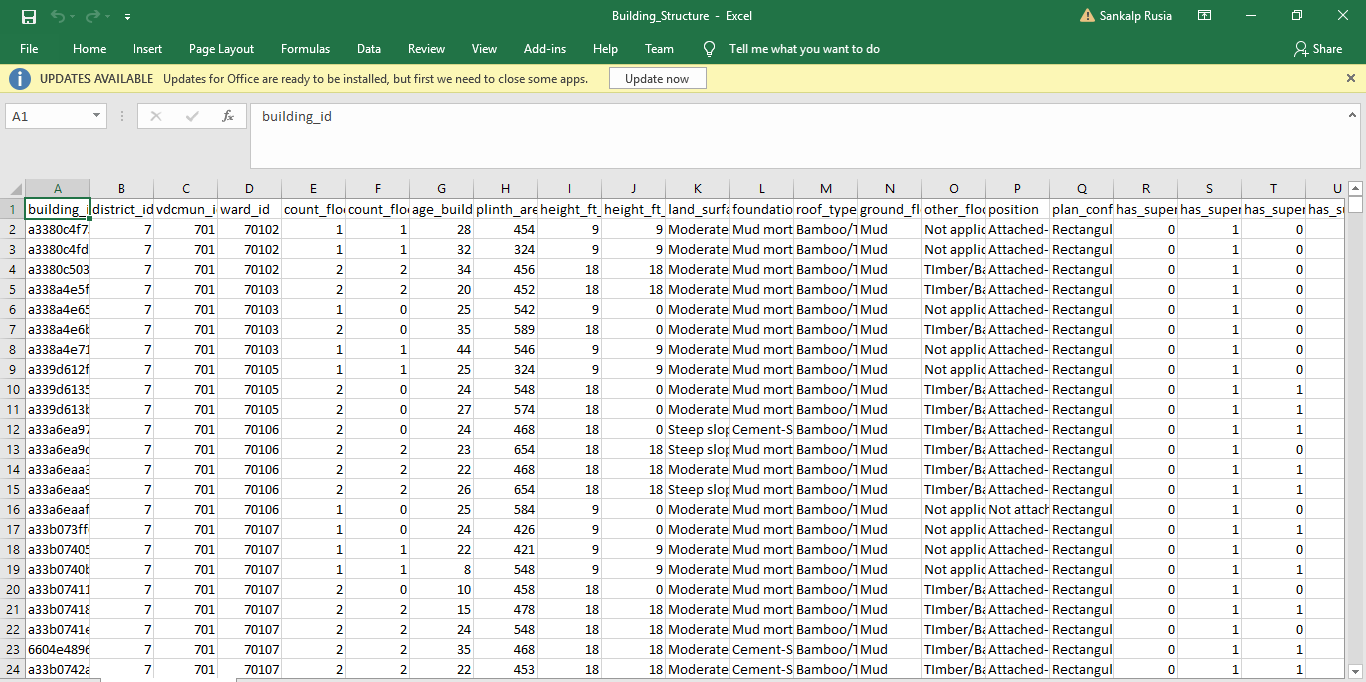 Building_Structure - Excel
Sankalp Rusia
File Home Insert Page Layout Formulas Data Review View Add-ins Help Team Tell me what you want to do Share
UPDATES AVAILABLE Updates for Office are ready to be installed, but first we need to close some apps. Update now
A1 fx building_id
A B C D E F G H I J K L M N O P Q R S T U
1 building_i district_id vdcmun_i ward_id count_floo count_floo age_build plinth_are height_ft_ height_ft_ land_surfa foundatio roof_type ground_fl other_floo position plan_conf has_super has_super has_super has_su
2 a3380c4f7 7 701 70102 1 1 28 454 9 9 Moderate Mud mort Bamboo/T Mud Not applic Attached- Rectangul 0 1 0
3 a3380c4fd 7 701 70102 1 1 32 324 9 9 Moderate Mud mort Bamboo/T Mud Not applic Attached- Rectangul 0 1 0
4 a3380c503 7 701 70102 2 2 34 456 18 18 Moderate Mud mort Bamboo/T Mud TImber/Ba Attached- Rectangul 0 1 0
5 a338a4e5f 7 701 70103 2 2 20 452 18 18 Moderate Mud mort Bamboo/T Mud TImber/Ba Attached- Rectangul 0 1 0
6 a338a4e65 7 701 70103 1 0 25 542 9 0 Moderate Mud mort Bamboo/T Mud Not applic Attached- Rectangul 0 1 0
7 a338a4e6b 7 701 70103 2 0 35 589 18 0 Moderate Mud mort Bamboo/T Mud TImber/Ba Attached- Rectangul 0 1 0
8 a338a4e71 7 701 70103 1 1 44 546 9 9 Moderate Mud mort Bamboo/T Mud Not applic Attached- Rectangul 0 1 0
9 a339d612f 7 701 70105 1 1 25 324 9 9 Moderate Mud mort Bamboo/T Mud Not applic Attached- Rectangul 0 1 0
10 a339d6135 7 701 70105 2 0 24 548 18 0 Moderate Mud mort Bamboo/T Mud TImber/Ba Attached- Rectangul 0 1 1
11 a339d613b 7 701 70105 2 0 27 574 18 0 Moderate Mud mort Bamboo/T Mud TImber/Ba Attached- Rectangul 0 1 1
12 a33a6ea97 7 701 70106 2 0 24 468 18 0 Steep slop Cement-S Bamboo/T Mud TImber/Ba Attached- Rectangul 0 1 0
13 a33a6ea9d 7 701 70106 2 2 23 654 18 18 Steep slop Mud mort Bamboo/T Mud TImber/Ba Attached- Rectangul 0 1 0
14 a33a6eaa3 7 701 70106 2 2 22 468 18 18 Moderate Mud mort Bamboo/T Mud TImber/Ba Attached- Rectangul 0 1 1
15 a33a6eaa9 7 701 70106 2 2 26 654 18 18 Steep slop Mud mort Bamboo/T Mud TImber/Ba Attached- Rectangul 0 1 1
16 a33a6eaaf 7 701 70106 1 0 25 584 9 0 Moderate Mud mort Bamboo/T Mud Not applic Not attach Rectangul 0 1 0
17 a33b073ff 7 701 70107 1 0 24 426 9 0 Moderate Mud mort Bamboo/T Mud Not applic Attached- Rectangul 0 1 1
18 a33b07405 7 701 70107 1 1 22 421 9 9 Moderate Mud mort Bamboo/T Mud Not applic Attached- Rectangul 0 1 0
19 a33b0740b 7 701 70107 1 1 8 548 9 9 Moderate Mud mort Bamboo/T Mud Not applic Attached- Rectangul 0 1 0
20 a33b07411 7 701 70107 2 0 10 458 18 0 Moderate Mud mort Bamboo/T Mud TImber/Ba Attached- Rectangul 0 1 0
21 a33b07418 7 701 70107 2 2 15 478 18 18 Moderate Mud mort Bamboo/T Mud TImber/Ba Attached- Rectangul 0 1 1
22 a33b0741e 7 701 70107 2 2 24 548 18 18 Moderate Mud mort Bamboo/T Mud TImber/Ba Attached- Rectangul 0 1 0
23 6604e4896 7 701 70107 2 2 35 468 18 18 Moderate Cement-S Bamboo/T Mud TImber/Ba Attached- Rectangul 0 1 1
24 a33b0742a 7 701 70107 2 2 22 453 18 18 Moderate Cement-S Bamboo/T Mud TImber/Ba Attached- Rectangul 0 1 1